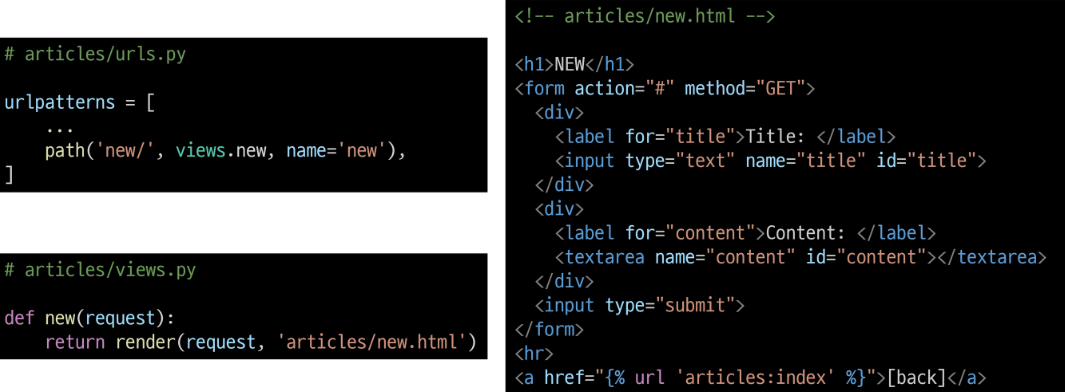 # articles/urls.py
urlpatterns = [
    ...
    path('new/', views.new, name='new'),
]
# articles/views.py
def new(request):
    return render(request, 'articles/new.html')
<!-- articles/new.html -->
<h1>NEW</h1>
<form action="#" method="GET">
  <div>
    <label for="title">Title: </label>
    <input type="text" name="title" id="title">
  </div>
  <div>
    <label for="content">Content: </label>
    <textarea name="content" id="content"></textarea>
  </div>
  <input type="submit">
</form>
<hr>
<a href="{% url 'articles:index' %}">[back]</a>